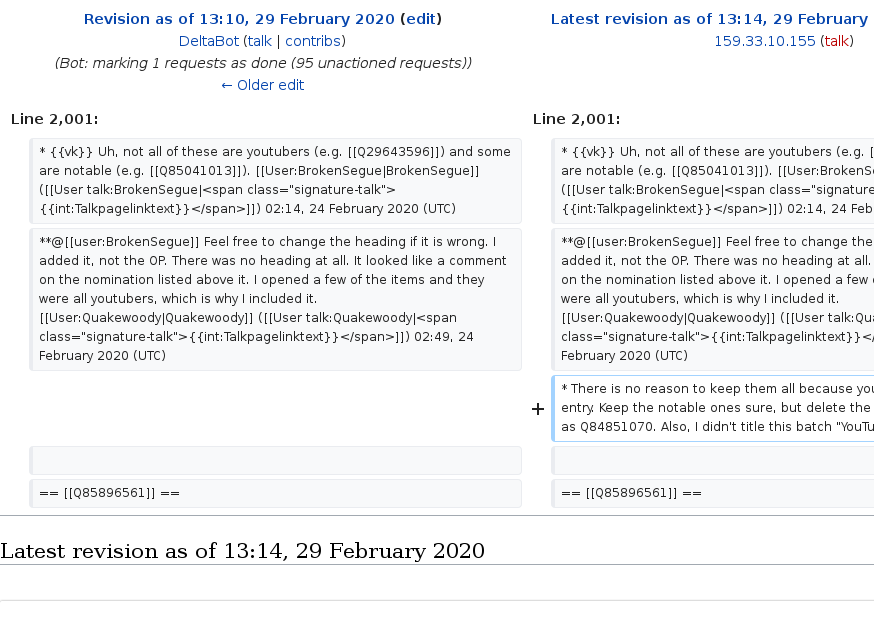 Revision as of 13:10, 29 February 2020 (edit)
DeltaBot (talk | contribs)
(Bot: marking 1 requests as done (95 unactioned requests))
← Older edit
Latest revision as of 13:14, 29 February
159.33.10.155 (talk)
Line 2,001:
Line 2,001:
* {{vk}} Uh, not all of these are youtubers (e.g. [[Q29643596]]) and some
are notable (e.g. [[Q85041013]]). [[User:BrokenSegue|BrokenSegue]]
([[User talk:BrokenSegue|<span class="signature-talk">
{{int:Talkpagelinktext}}</span>]]) 02:14, 24 February 2020 (UTC)
* {{vk}} Uh, not all of these are youtubers (e.g. [
are notable (e.g. [[Q85041013]]). [[User:BrokenSe
([[User talk:BrokenSegue|<span class="signature
{{int:Talkpagelinktext}}</span>]]) 02:14, 24 Feb
**@[[user:BrokenSegue]] Feel free to change the heading if it is wrong. I
added it, not the OP. There was no heading at all. It looked like a comment
on the nomination listed above it. I opened a few of the items and they
were all youtubers, which is why I included it.
[[User:Quakewoody|Quakewoody]] ([[User talk:Quakewoody|<span
class="signature-talk">{{int:Talkpagelinktext}}</span>]]) 02:49, 24
February 2020 (UTC)
**@[[user:BrokenSegue]] Feel free to change the
added it, not the OP. There was no heading at all.
on the nomination listed above it. I opened a few
were all youtubers, which is why I included it.
[[User:Quakewoody|Quakewoody]] ([[User talk:Qua
class="signature-talk">{{int:Talkpagelinktext}}</
February 2020 (UTC)
+
* There is no reason to keep them all because you
entry. Keep the notable ones sure, but delete the
as Q84851070. Also, I didn't title this batch "YouTu
== [[Q85896561]] ==
== [[Q85896561]] ==
Latest revision as of 13:14, 29 February 2020